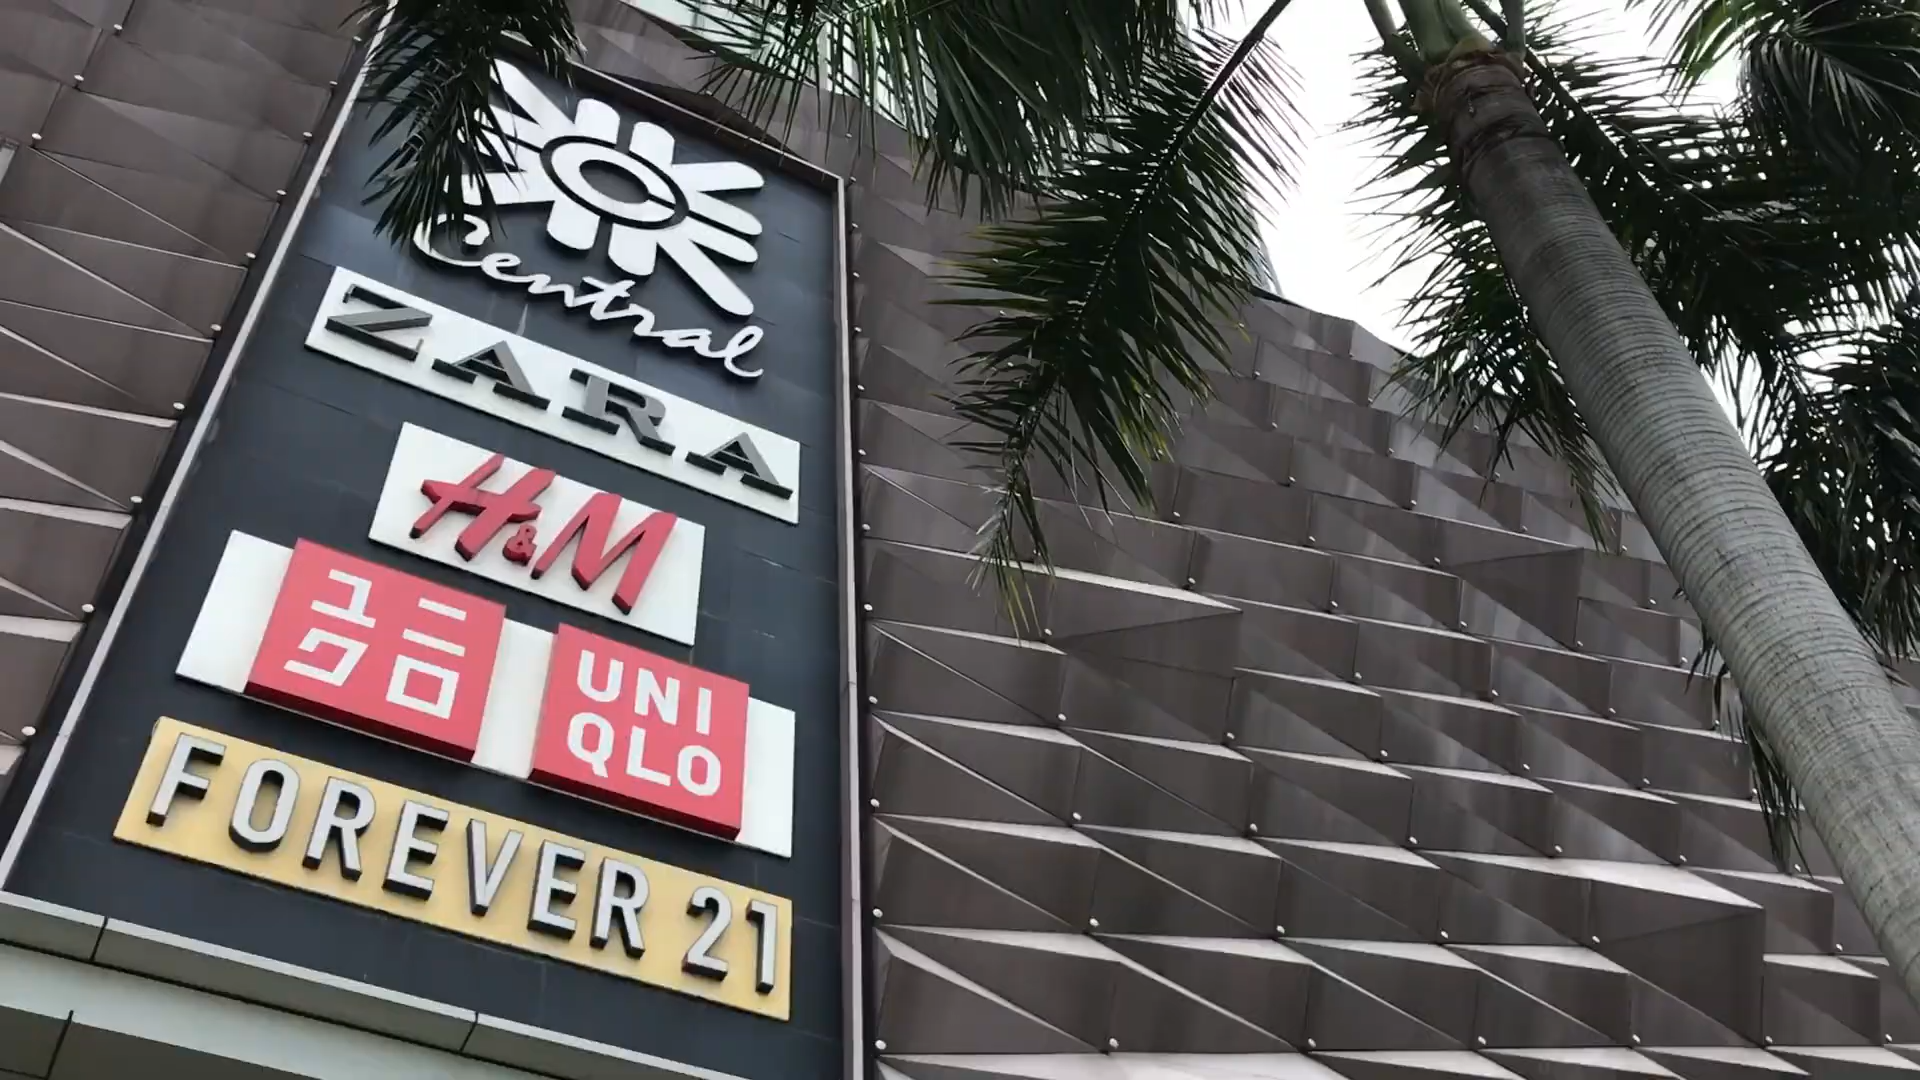 C
Central
ZARA
H&M
ユニ
クロ
UNI
QLO
FOREVER 21